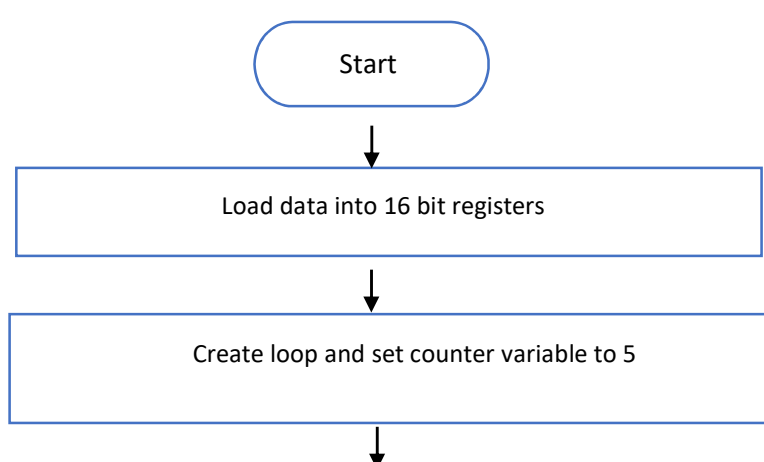 Start
Load data into 16 bit registers
Create loop and set counter variable to 5